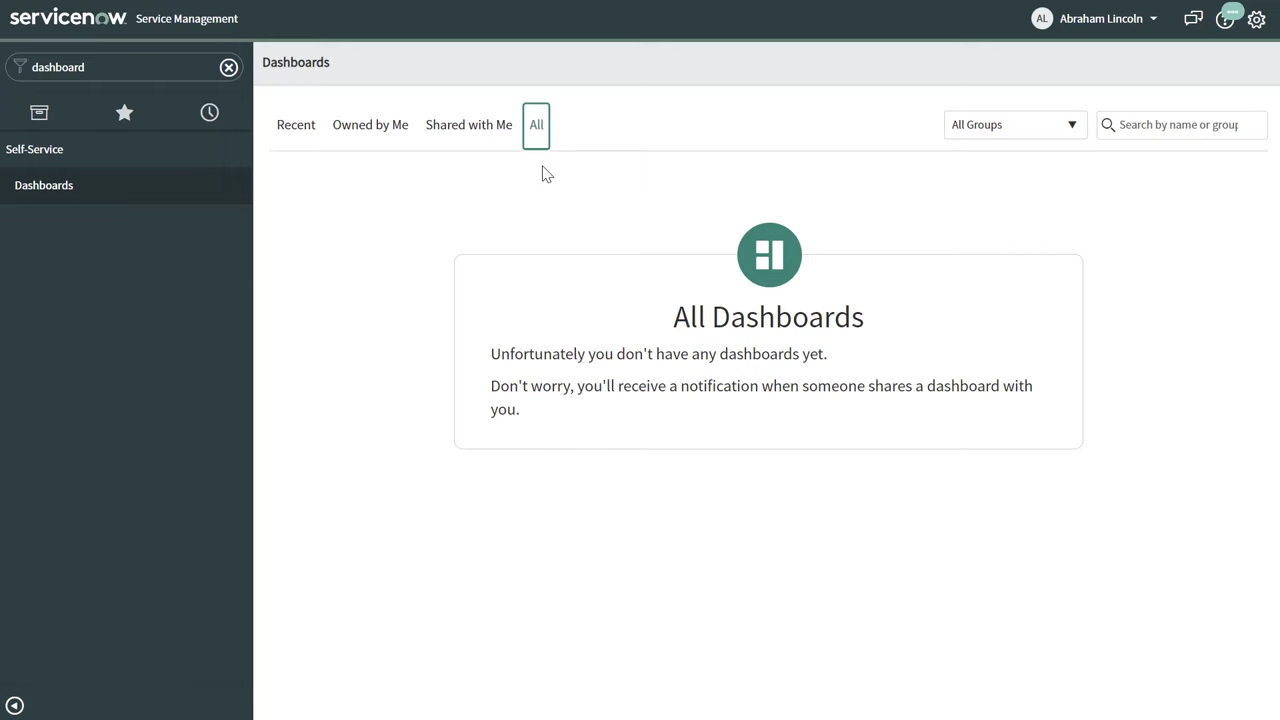 servicenow Service Management
AL Abraham Lincoln
dashboard
Dashboards
Self-Service
Dashboards
Recent Owned by Me Shared with Me All
All Groups
Search by name or group
All Dashboards
Unfortunately you don't have any dashboards yet.
Don't worry, you'll receive a notification when someone shares a dashboard with
you.